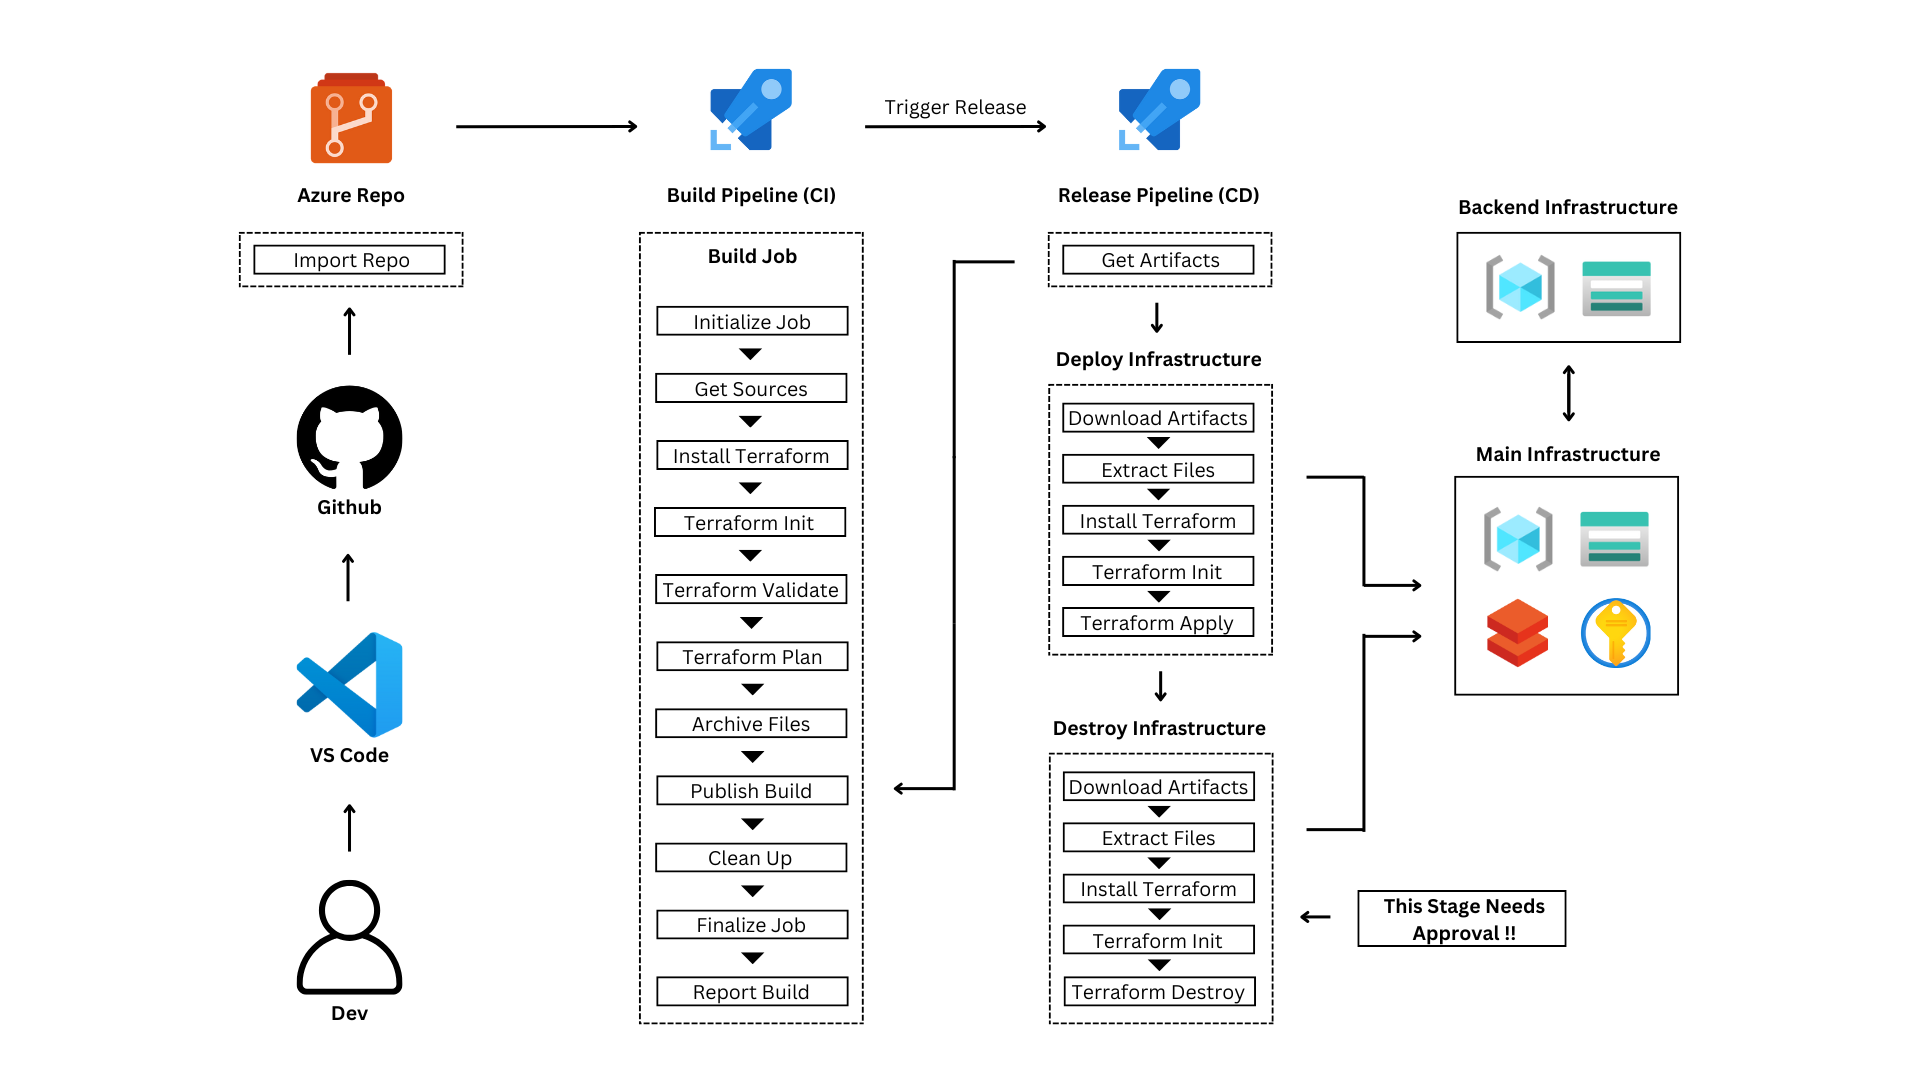 Azure Repo
Import Repo
Github
VS Code
Dev
Build Pipeline (CI)
Build Job
Initialize Job
Get Sources
Install Terraform
Terraform Init
Terraform Validate
Terraform Plan
Archive Files
Publish Build
Clean Up
Finalize Job
Report Build
Trigger Release
Release Pipeline (CD)
Get Artifacts
Deploy Infrastructure
Download Artifacts
Extract Files
Install Terraform
Terraform Init
Terraform Apply
Destroy Infrastructure
Download Artifacts
Extract Files
Install Terraform
Terraform Init
Terraform Destroy
Backend Infrastructure
Main Infrastructure
This Stage Needs
Approval !!